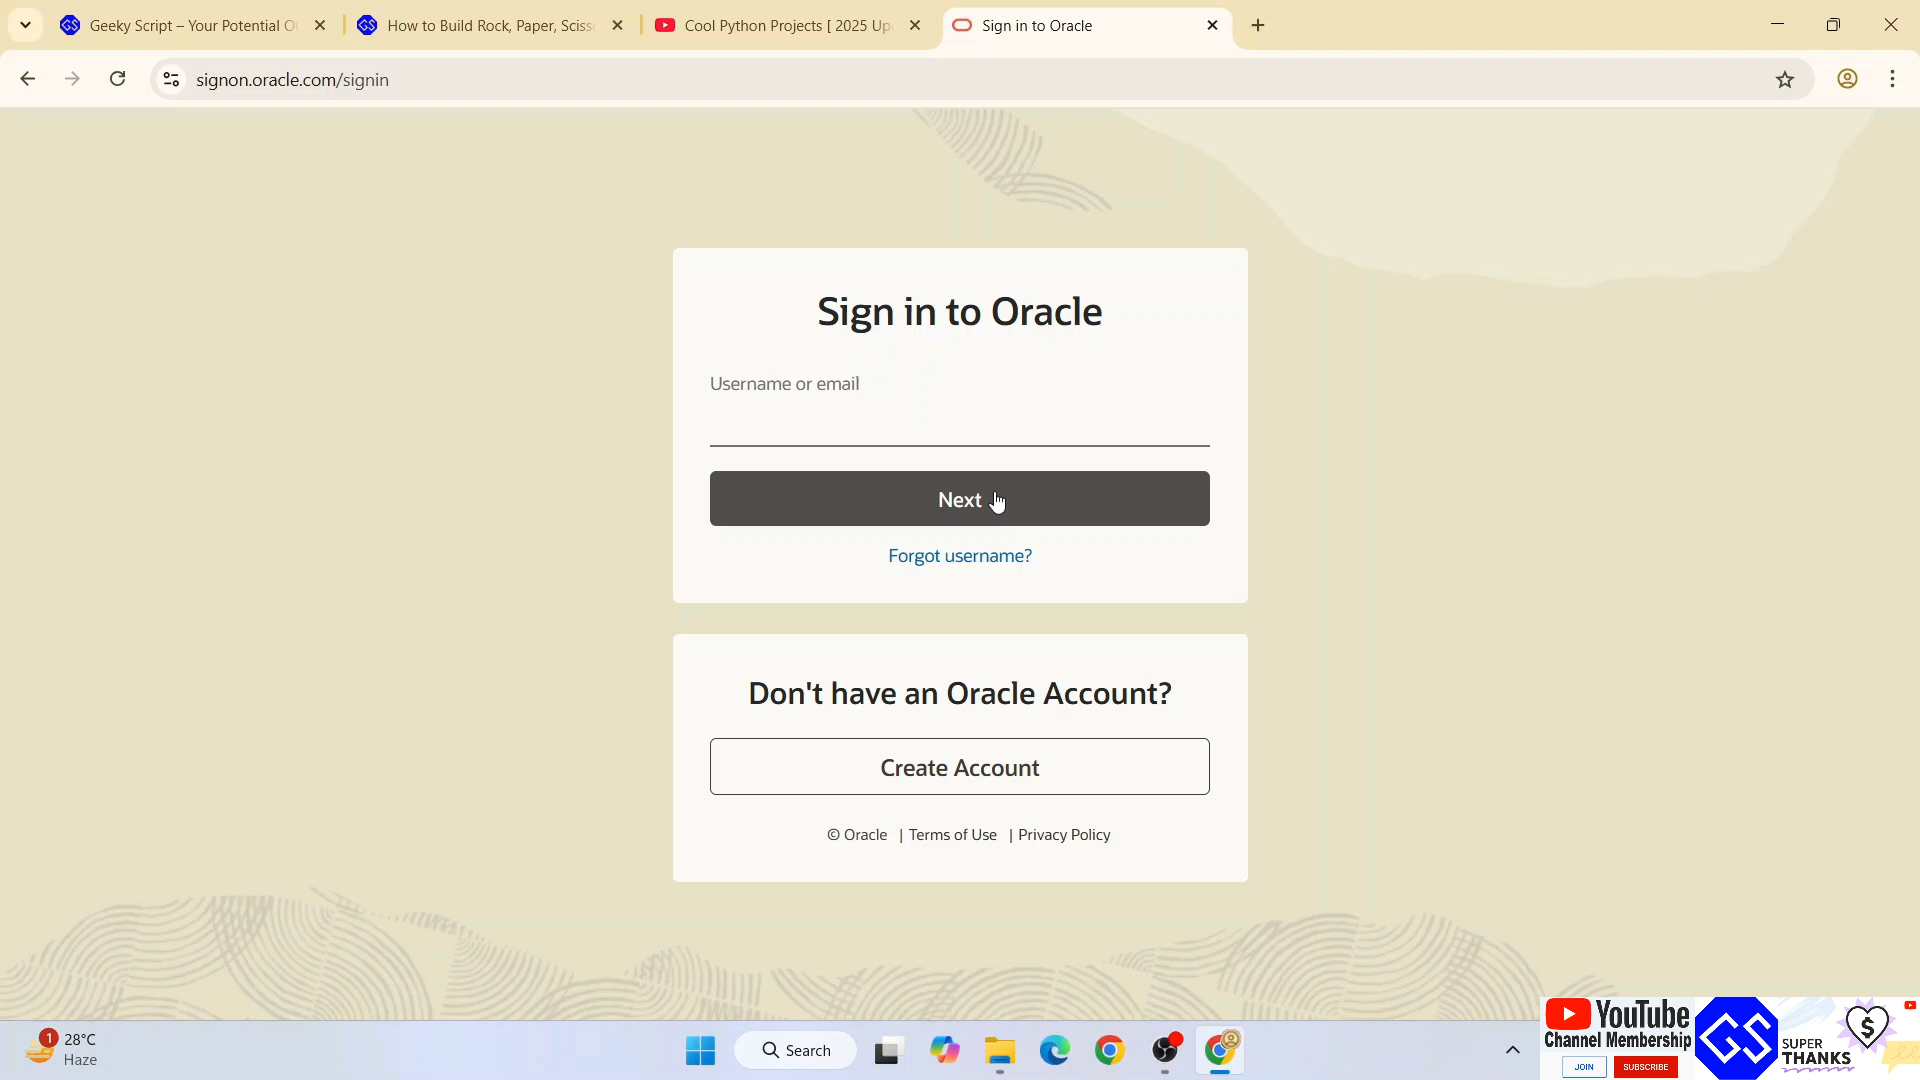 Geeky Script – Your Potential O
How to Build Rock, Paper, Sciss
Cool Python Projects [ 2025 Up
Sign in to Oracle
signon.oracle.com/signin
Sign in to Oracle
Username or email
Next
Forgot username?
Don't have an Oracle Account?
Create Account
© Oracle | Terms of Use | Privacy Policy
1
28°C
Haze
Search
YouTube
Channel Membership
JOIN
SUBSCRIBE
GS
SUPER
THANKS
$